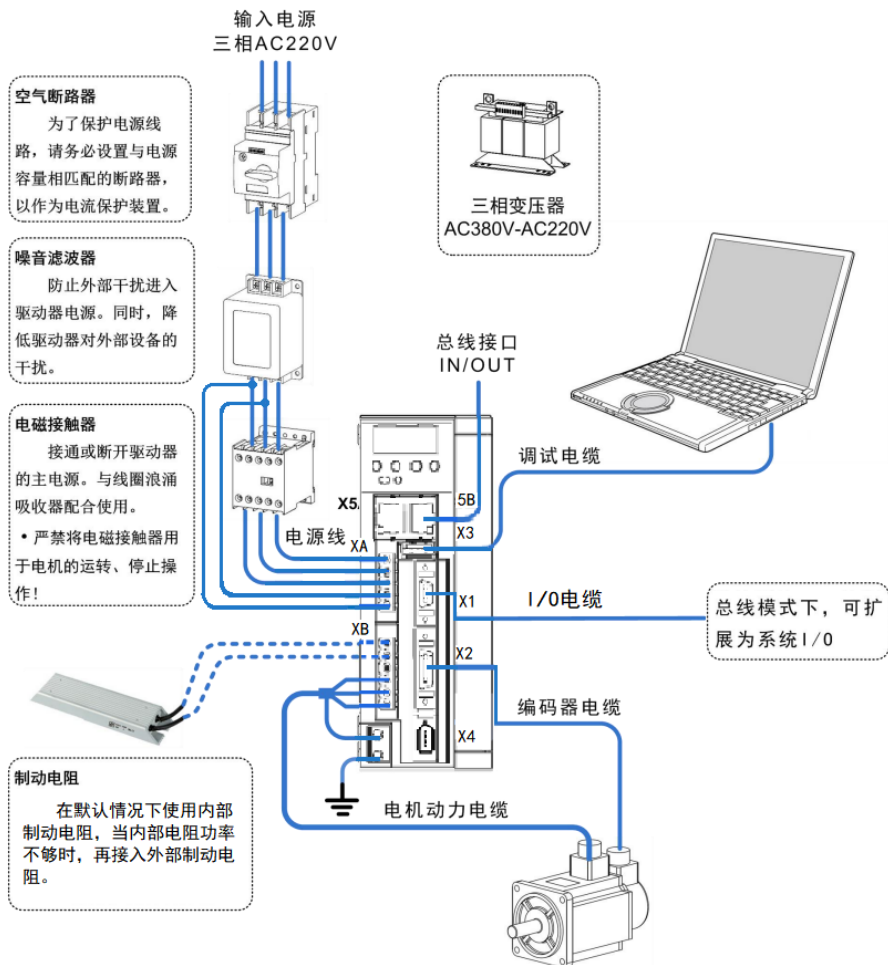 输入电源
三相AC220V
空气断路器
为了保护电源线
路，请务必设置与电源
容量相匹配的断路器，
以作为电流保护装置。
三相变压器
AC380V-AC220V
噪音滤波器
防止外部干扰进入
驱动器电源。同时，降
低驱动器对外部设备的
干扰。
总线接口
IN/OUT
电磁接触器
接通或断开驱动器
的主电源。与线圈浪涌
吸收器配合使用。
•严禁将电磁接触器用
于电机的运转、停止操
作！
调试电缆
X5
5B
X3
电源线
XA
X1
I/O电缆
总线模式下，可扩
展为系统I/O
XB
X2
编码器电缆
X4
制动电阻
在默认情况下使用内部
制动电阻，当内部电阻功率
不够时，再接入外部制动电
阻。
电机动力电缆